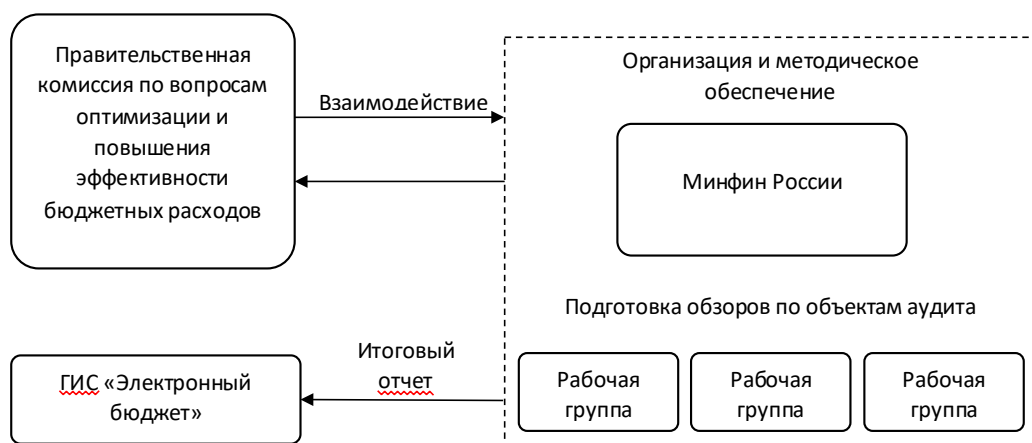 Правительственная
комиссия по вопросам
оптимизации и
повышения
эффективности
бюджетных расходов
Взаимодействие
Организация и методическое
обеспечение
Минфин России
Подготовка обзоров по объектам аудита
Рабочая
группа
Рабочая
группа
Рабочая
группа
Итоговый
отчет
ГИС «Электронный
бюджет»